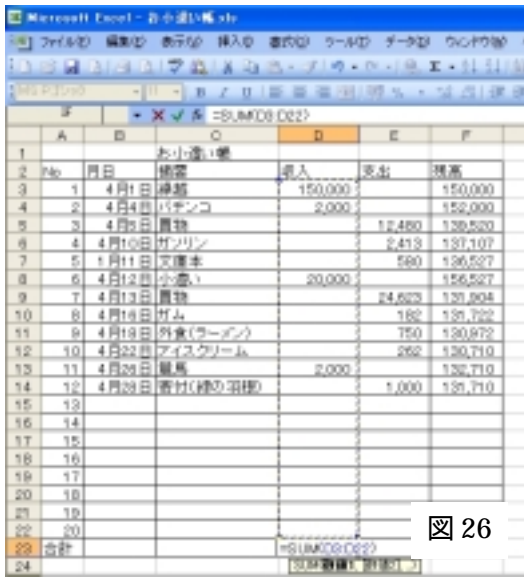 Microsoft Excel - お小遣い帳.xls
ファイル(F) 編集(E) 表示(V) 挿入(I) 書式(O) ツール(T) データ(D) ウィンドウ(W)
=SUM(D3:D22)
A B C D E F
1 お小遣い帳
2 No 月日 摘要 収入 支出 残高
3 1 4月1日 繰越 150,000 150,000
4 2 4月4日 パチンコ 2,000 152,000
5 3 4月5日 買物 12,480 139,520
6 4 4月10日 ガソリン 2,413 137,107
7 5 1月11日 文庫本 580 136,527
8 6 4月12日 小遣い 20,000 156,527
9 7 4月13日 買物 24,623 131,904
10 8 4月16日 ガム 182 131,722
11 9 4月18日 外食(ラーメン) 750 130,972
12 10 4月22日 アイスクリーム 262 130,710
13 11 4月26日 競馬 2,000 132,710
14 12 4月28日 寄付(緑の羽根) 1,000 131,710
15 13
16 14
17 15
18 16
19 17
20 18
21 19
22 20
23 合計 =SUM(D3:D22)
24 SUM(数値1, [数値2], ...)
図 26